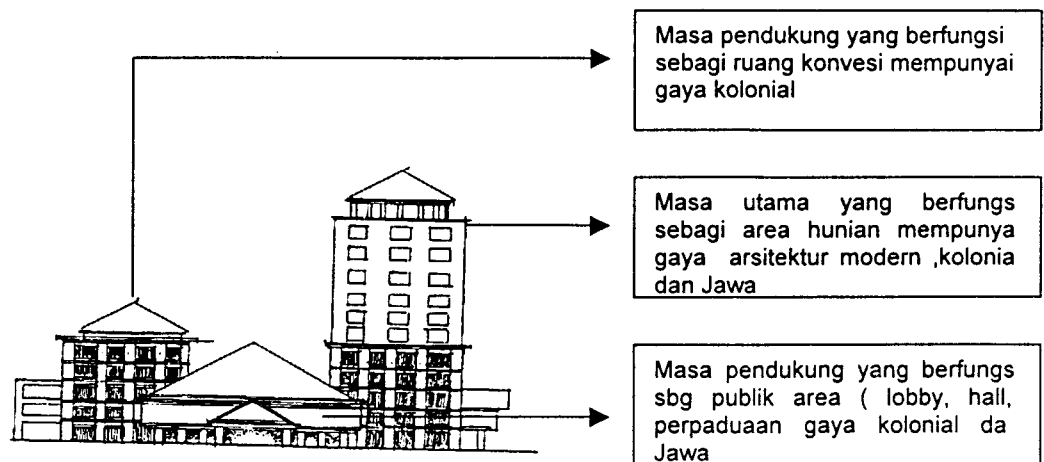 Masa pendukung yang berfungsi
sebagi ruang konvesi mempunyai
gaya kolonial
Masa utama yang berfungs
sebagi area hunian mempunya
gaya arsitektur modern ,kolonia
dan Jawa
Masa pendukung yang berfungs
sbg publik area ( lobby, hall,
perpaduaan gaya kolonial da
Jawa